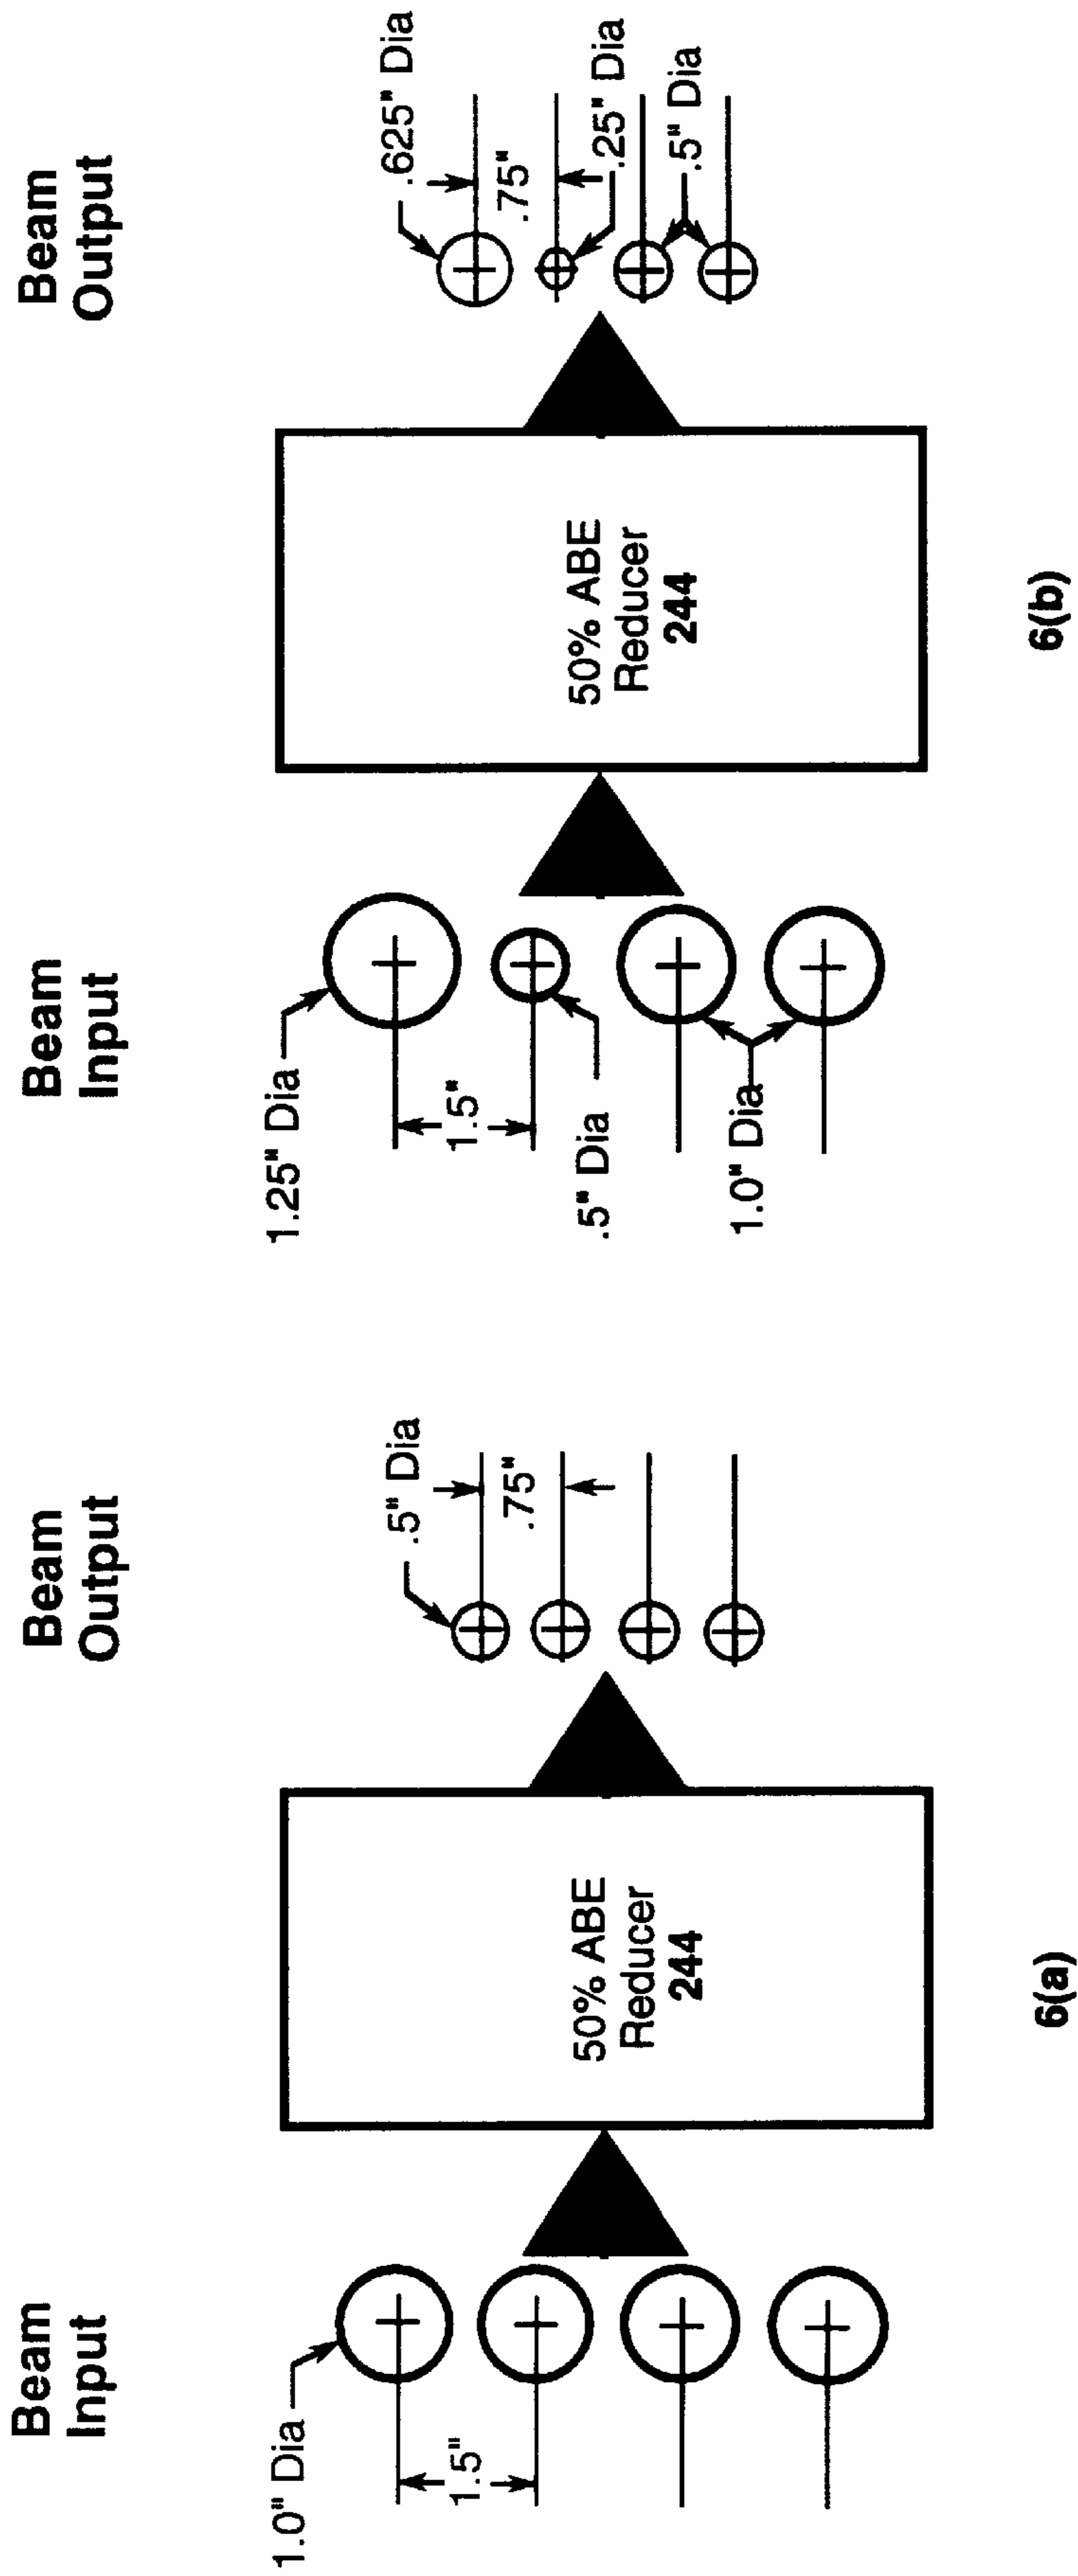 Beam
Input
1.0" Dia
1.5"
50% ABE
Reducer
244
Beam
Output
.5" Dia
.75"
6(a)
Beam
Input
1.25" Dia
1.5"
.5" Dia
1.0" Dia
50% ABE
Reducer
244
Beam
Output
.625" Dia
.75"
.25" Dia
.5" Dia
6(b)